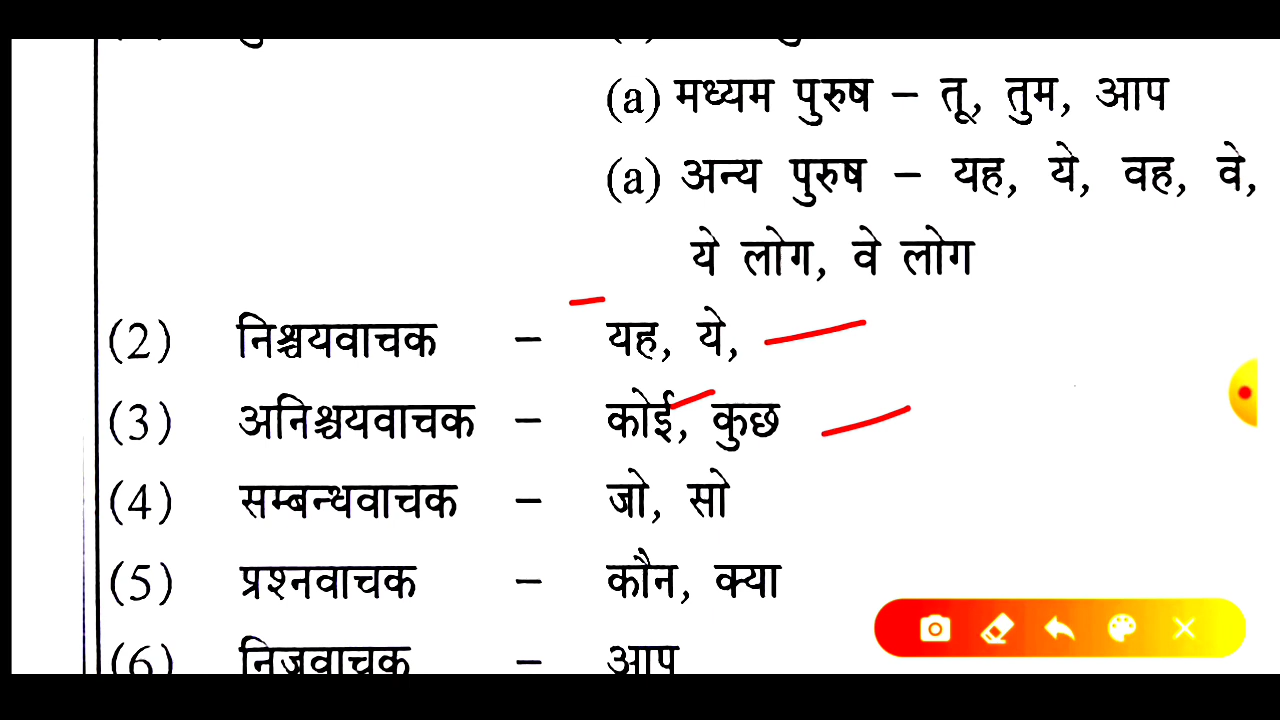 (a) मध्यम पुरुष – तू, तुम, आप
(a) अन्य पुरुष – यह, ये, वह, वे,
ये लोग, वे लोग
(2) निश्चयवाचक – यह, ये,
(3) अनिश्चयवाचक – कोई, कुछ
(4) सम्बन्धवाचक – जो, सो
(5) प्रश्नवाचक – कौन, क्या
(6) निजवाचक – आप